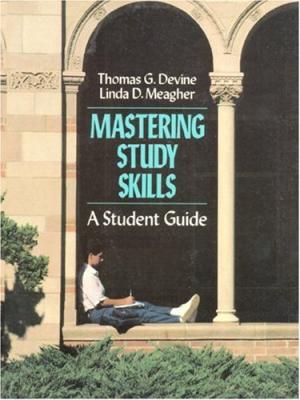 Thomas G. Devine
Linda D. Meagher
MASTERING
STUDY
SKILLS
A Student Guide